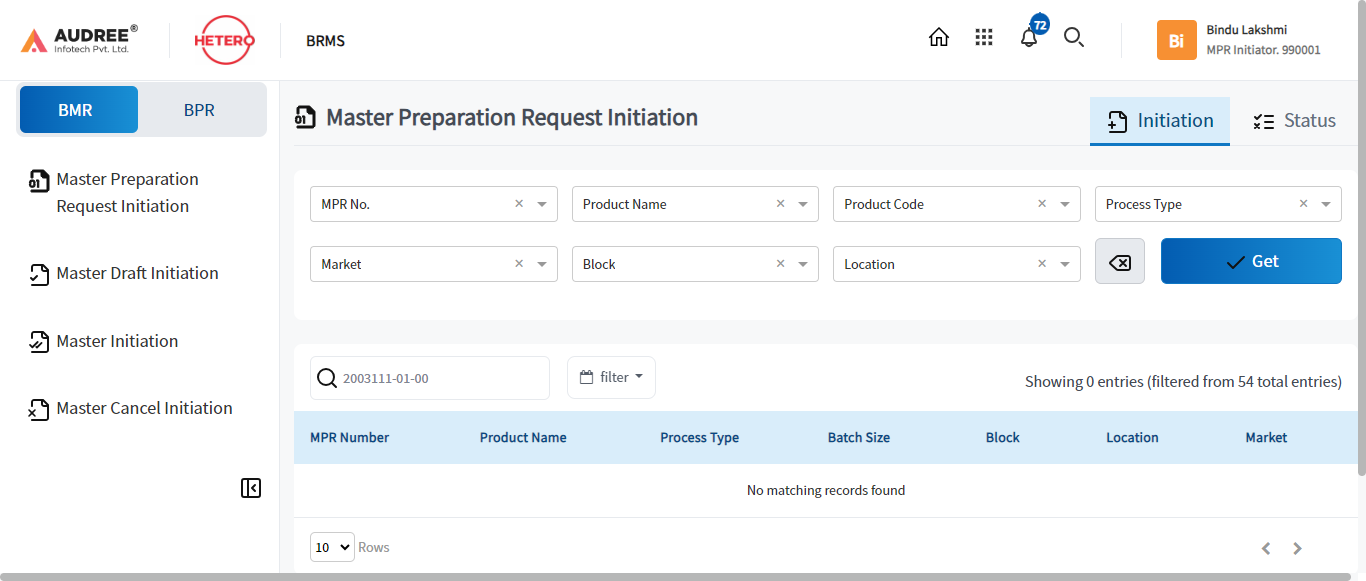 AUDREE®
Infotech Pvt. Ltd.
HETERO
BRMS
72
Bi
Bindu Lakshmi
MPR Initiator. 990001
BMR
BPR
Master Preparation
Request Initiation
Master Draft Initiation
Master Initiation
Master Cancel Initiation
01
Master Preparation Request Initiation
Initiation
Status
MPR No. × Product Name × Product Code × Process Type ×
Market × Block × Location × Get
2003111-01-00
filter
Showing 0 entries (filtered from 54 total entries)
MPR Number Product Name Process Type Batch Size Block Location Market
No matching records found
10 Rows